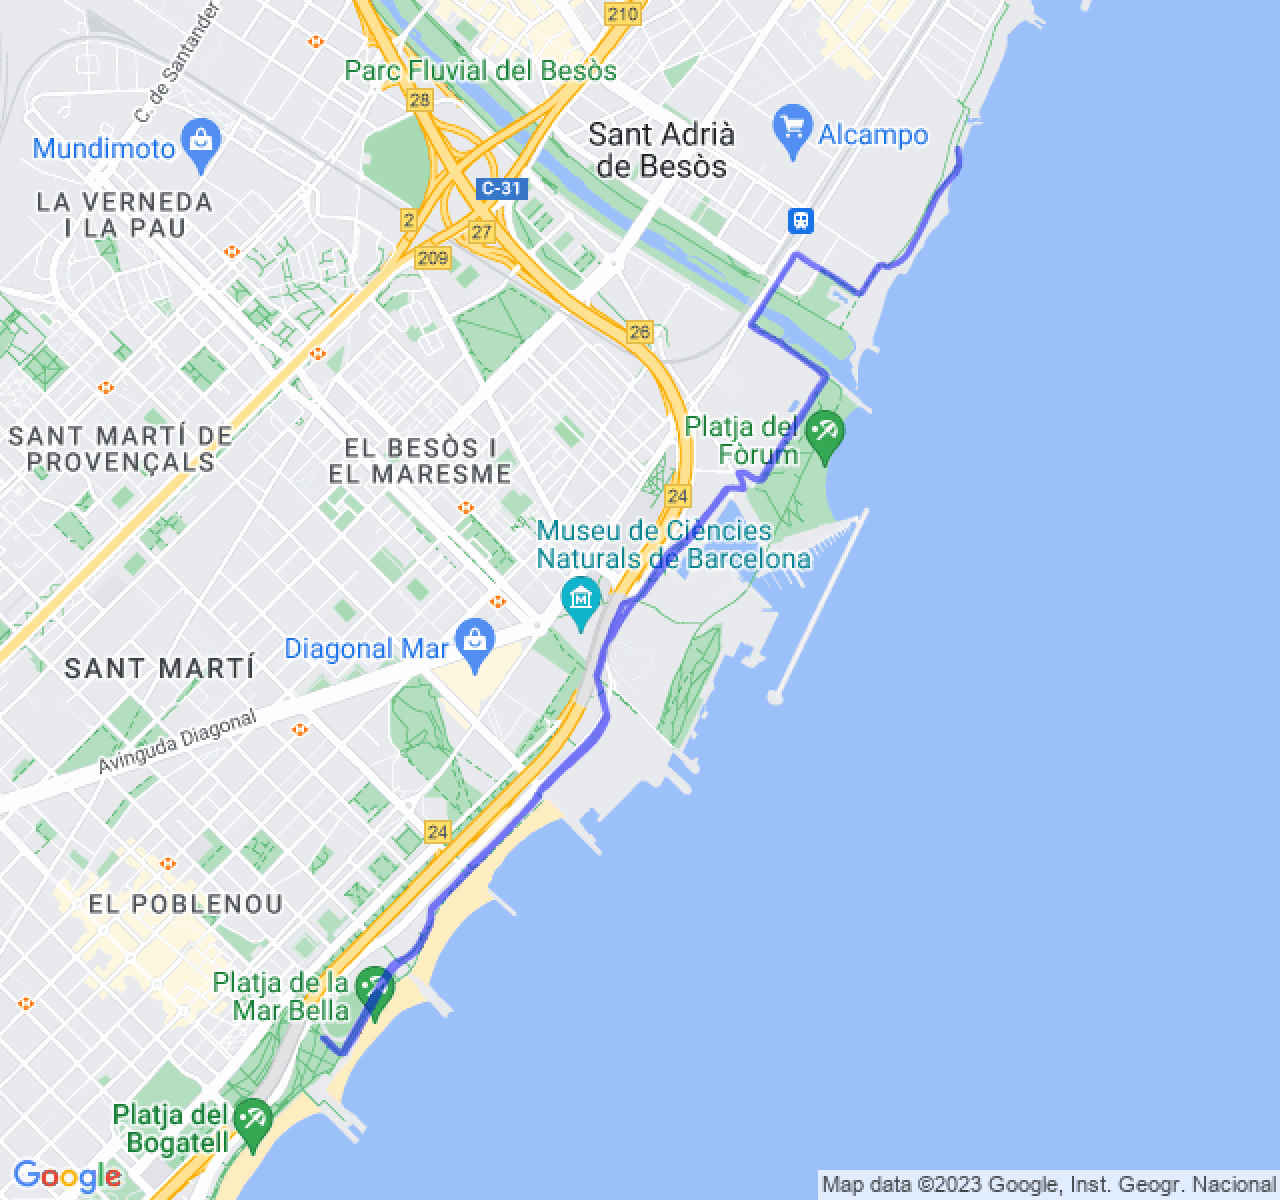 210
C. de Santander
Parc Fluvial del Besòs
28
Sant Adrià
de Besòs
Alcampo
Mundimoto
C-31
LA VERNEDA
I LA PAU
2
27
209
26
SANT MARTÍ DE
PROVENÇALS
EL BESÒS I
EL MARESME
Platja del
Fòrum
24
Museu de Ciències
Naturals de Barcelona
M
Diagonal Mar
SANT MARTÍ
Avinguda Diagonal
24
EL POBLENOU
Platja de la
Mar Bella
Platja del
Bogatell
Google
Map data ©2023 Google, Inst. Geogr. Nacional